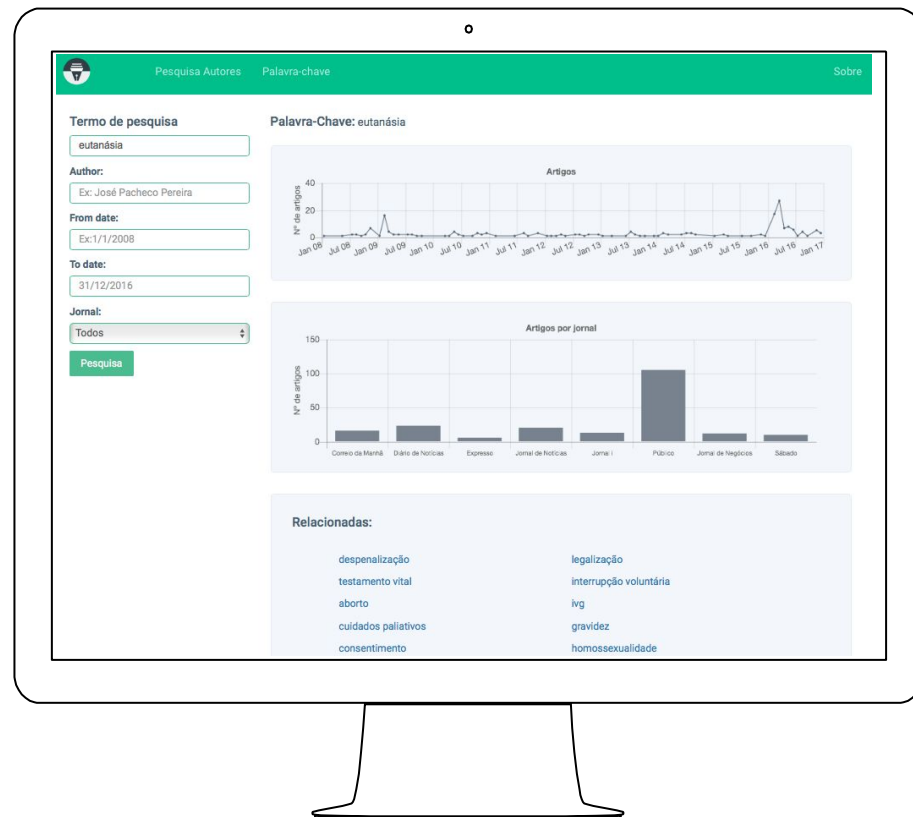 Pesquisa Autores Palavra-chave Sobre
Termo de pesquisa
eutanásia
Author:
Ex: José Pacheco Pereira
From date:
Ex:1/1/2008
To date:
31/12/2016
Jornal:
Todos
Pesquisa
Palavra-Chave: eutanásia
Artigos
Nº de artigos
40
20
0
Jan 08 Jul 08 Jan 09 Jul 09 Jan 10 Jul 10 Jan 11 Jul 11 Jan 12 Jul 12 Jan 13 Jul 13 Jan 14 Jul 14 Jan 15 Jul 15 Jan 16 Jul 16 Jan 17
Artigos por jornal
Nº de artigos
150
100
50
0
Correio da Manhã Diário de Notícias Expresso Jornal de Notícias Jornal i Público Jornal de Negócios Sábado
Relacionadas:
despenalização legalização
testamento vital interrupção voluntária
aborto ivg
cuidados paliativos gravidez
consentimento homossexualidade